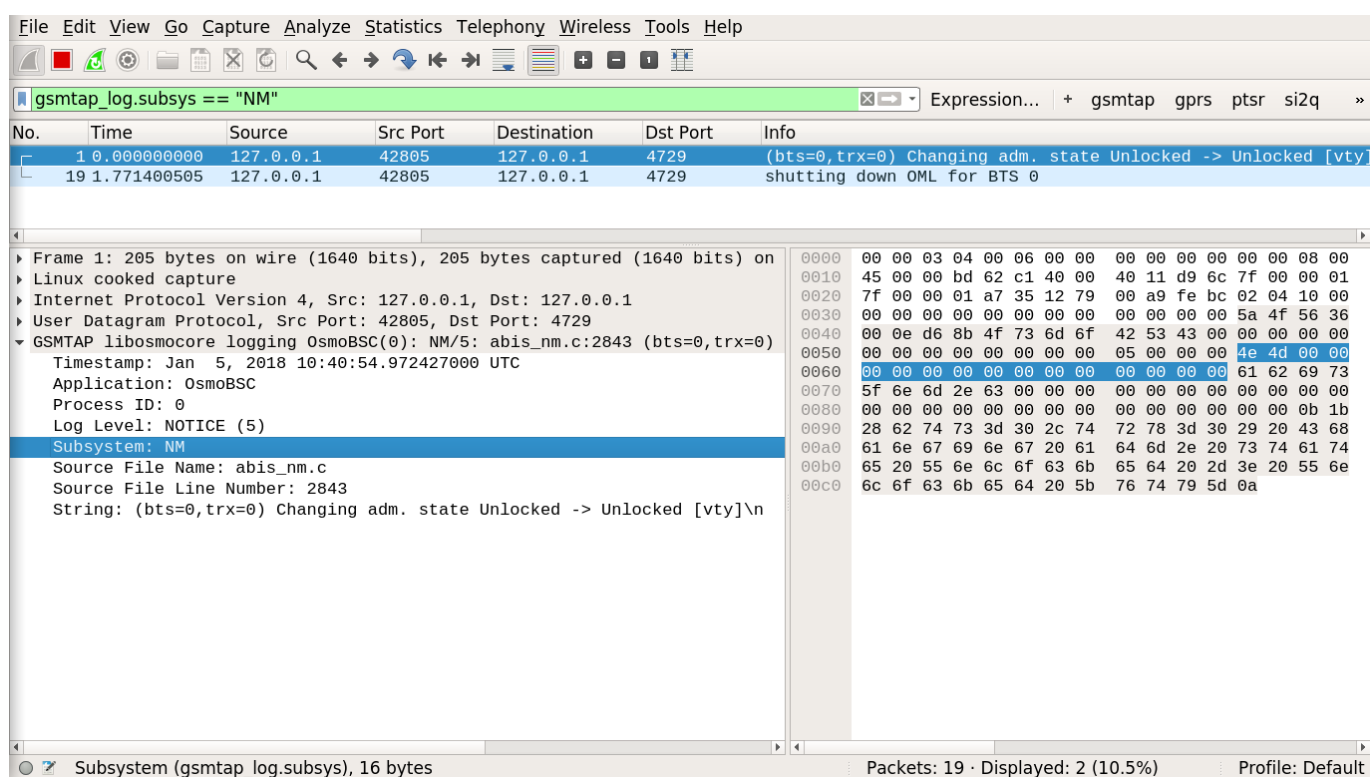 File Edit View Go Capture Analyze Statistics Telephony Wireless Tools Help
gsmtap_log.subsys == "NM" Expression… + gsmtap gprs ptsr si2q »
No. Time Source Src Port Destination Dst Port Info
1 0.000000000 127.0.0.1 42805 127.0.0.1 4729 (bts=0,trx=0) Changing adm. state Unlocked -> Unlocked [vty]
19 1.771400505 127.0.0.1 42805 127.0.0.1 4729 shutting down OML for BTS 0
Frame 1: 205 bytes on wire (1640 bits), 205 bytes captured (1640 bits) on
Linux cooked capture
Internet Protocol Version 4, Src: 127.0.0.1, Dst: 127.0.0.1
User Datagram Protocol, Src Port: 42805, Dst Port: 4729
GSMTAP libosmocore logging OsmoBSC(0): NM/5: abis_nm.c:2843 (bts=0,trx=0)
Timestamp: Jan  5, 2018 10:40:54.972427000 UTC
Application: OsmoBSC
Process ID: 0
Log Level: NOTICE (5)
Subsystem: NM
Source File Name: abis_nm.c
Source File Line Number: 2843
String: (bts=0,trx=0) Changing adm. state Unlocked -> Unlocked [vty]\n
0000 00 00 03 04 00 06 00 00 00 00 00 00 00 00 08 00
0010 45 00 00 bd 62 c1 40 00 40 11 d9 6c 7f 00 00 01
0020 7f 00 00 01 a7 35 12 79 00 a9 fe bc 02 04 10 00
0030 00 00 00 00 00 00 00 00 00 00 00 00 5a 4f 56 36
0040 00 0e d6 8b 4f 73 6d 6f 42 53 43 00 00 00 00 00
0050 00 00 00 00 00 00 00 00 05 00 00 00 4e 4d 00 00
0060 00 00 00 00 00 00 00 00 00 00 00 00 61 62 69 73
0070 5f 6e 6d 2e 63 00 00 00 00 00 00 00 00 00 00 00
0080 00 00 00 00 00 00 00 00 00 00 00 00 00 00 0b 1b
0090 28 62 74 73 3d 30 2c 74 72 78 3d 30 29 20 43 68
00a0 61 6e 67 69 6e 67 20 61 64 6d 2e 20 73 74 61 74
00b0 65 20 55 6e 6c 6f 63 6b 65 64 20 2d 3e 20 55 6e
00c0 6c 6f 63 6b 65 64 20 5b 76 74 79 5d 0a
Subsystem (gsmtap_log.subsys), 16 bytes Packets: 19 · Displayed: 2 (10.5%) Profile: Default